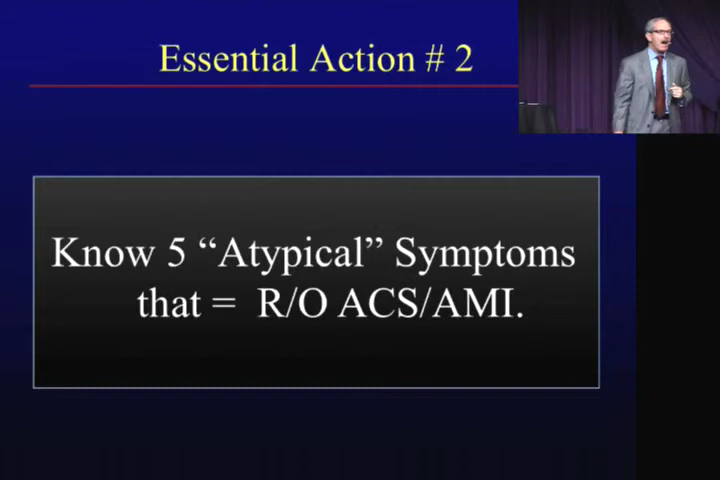 Essential Action # 2
Know 5 “Atypical” Symptoms
that = R/O ACS/AMI.